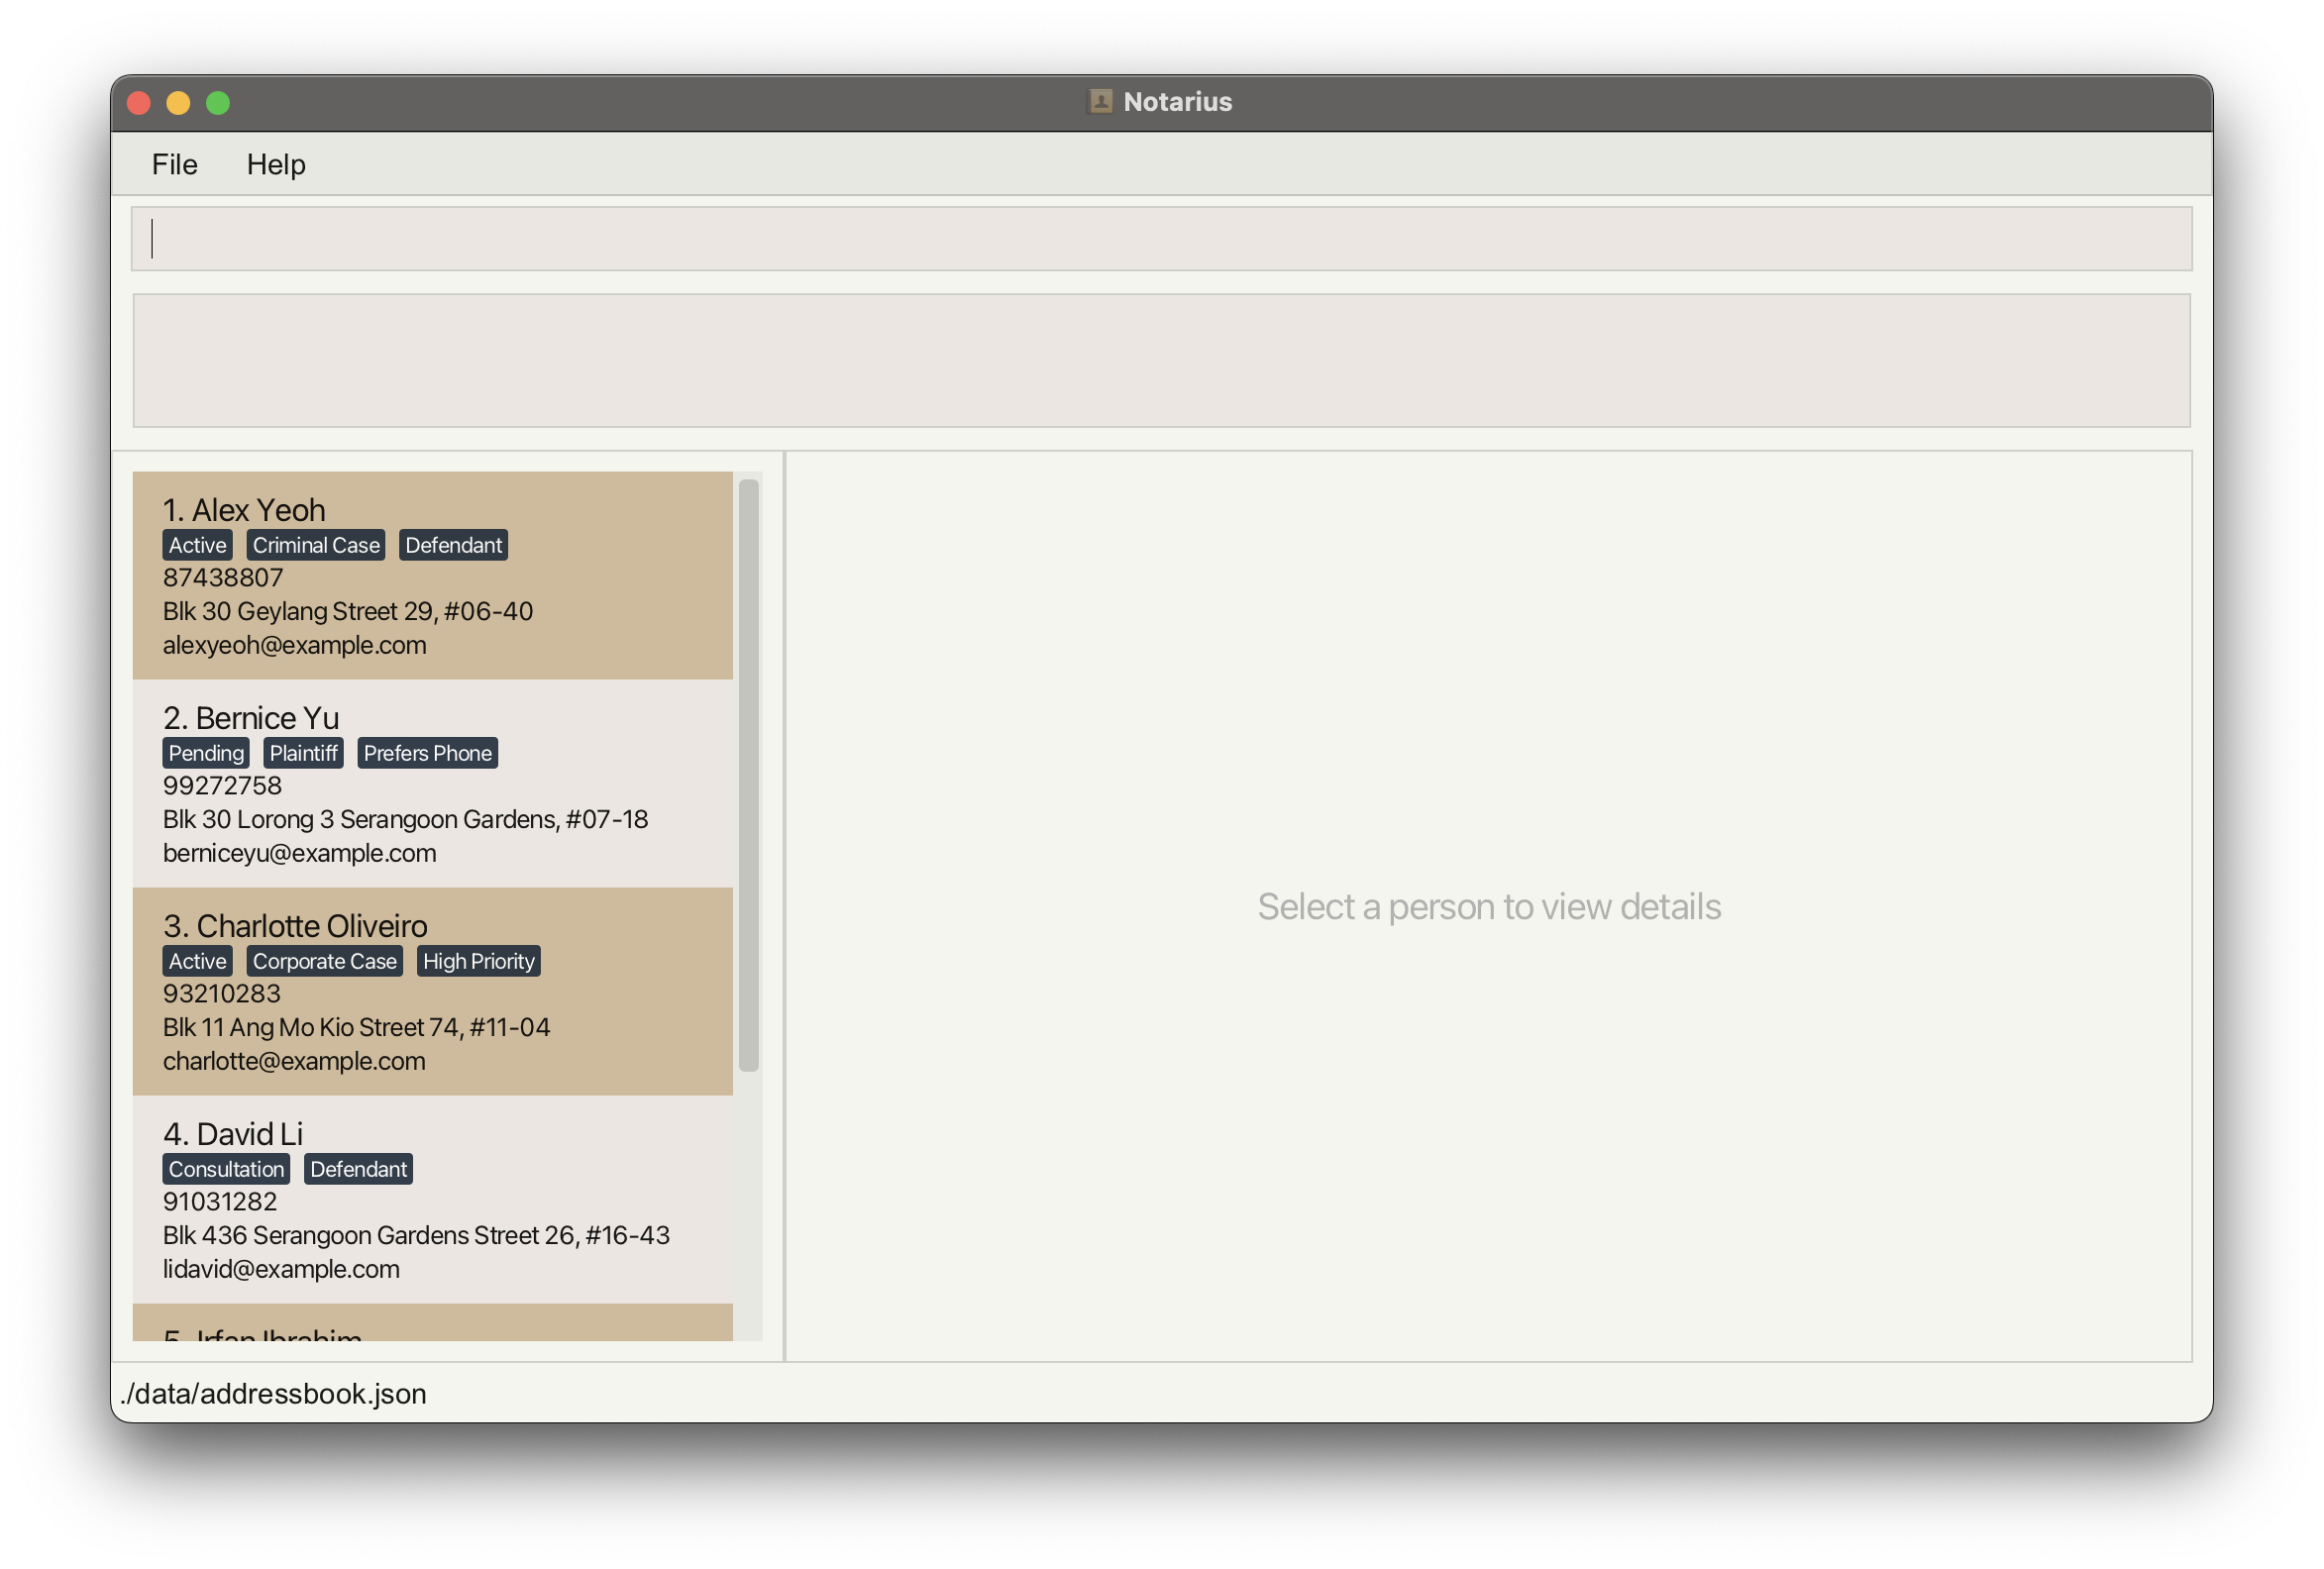 Notarius
File Help
1. Alex Yeoh
Active Criminal Case Defendant
87438807
Blk 30 Geylang Street 29, #06-40
alexyeoh@example.com
2. Bernice Yu
Pending Plaintiff Prefers Phone
99272758
Blk 30 Lorong 3 Serangoon Gardens, #07-18
berniceyu@example.com
3. Charlotte Oliveiro
Active Corporate Case High Priority
93210283
Blk 11 Ang Mo Kio Street 74, #11-04
charlotte@example.com
4. David Li
Consultation Defendant
91031282
Blk 436 Serangoon Gardens Street 26, #16-43
lidavid@example.com
5. Irfan Ibrahim
Select a person to view details
./data/addressbook.json